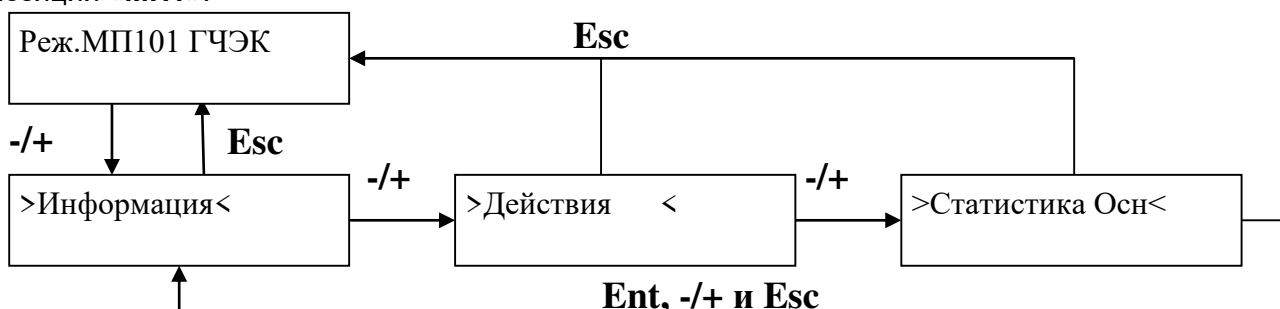 Реж.МП101 ГЧЭК
Esc
-/+
Esc
-/+
-/+
>Информация<
>Действия <
>Статистика Осн<
Ent, -/+ и Esc